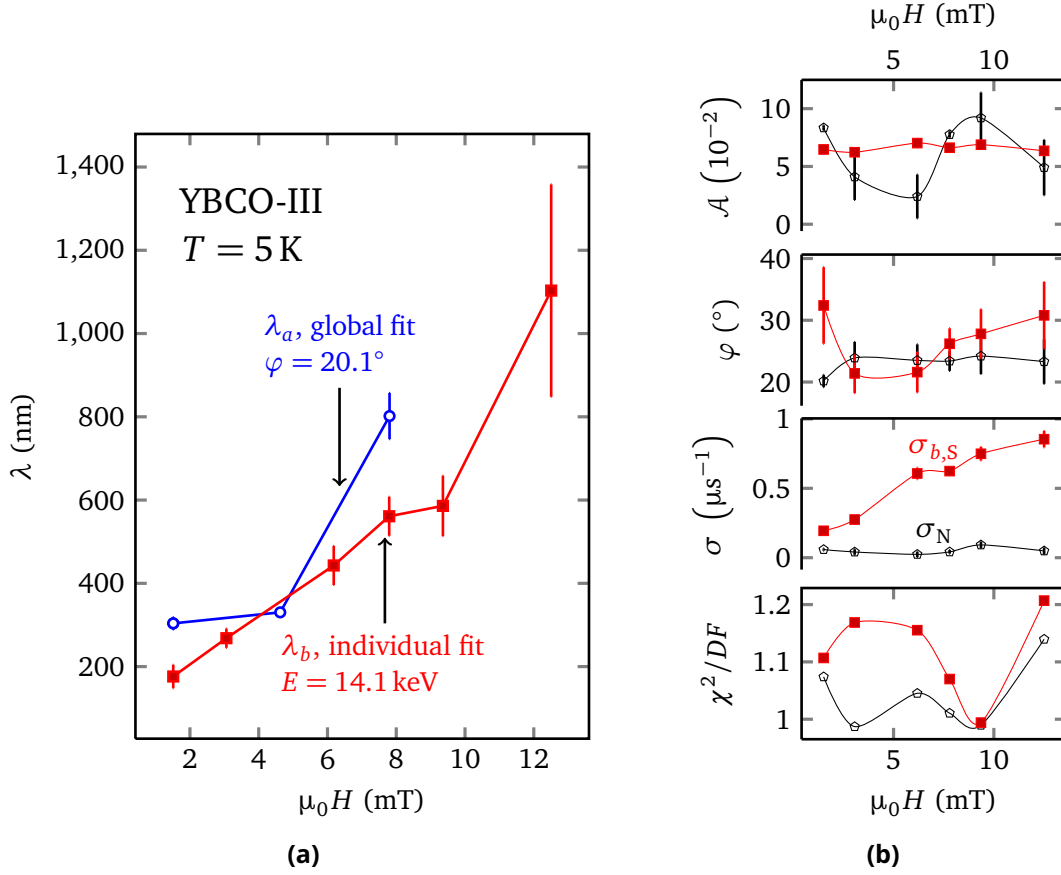 YBCO-III
T = 5 K
λa, global fit
φ = 20.1°
λb, individual fit
E = 14.1 keV
λ (nm)
1,400
1,200
1,000
800
600
400
200
2 4 6 8 10 12
μ0H (mT)
(a)
μ0H (mT)
5 10
A (10−2)
10
5
0
φ (°)
40
30
20
σ (μs−1)
1
0.5
0
σb,S
σN
χ2/DF
1.2
1.1
1
5 10
μ0H (mT)
(b)